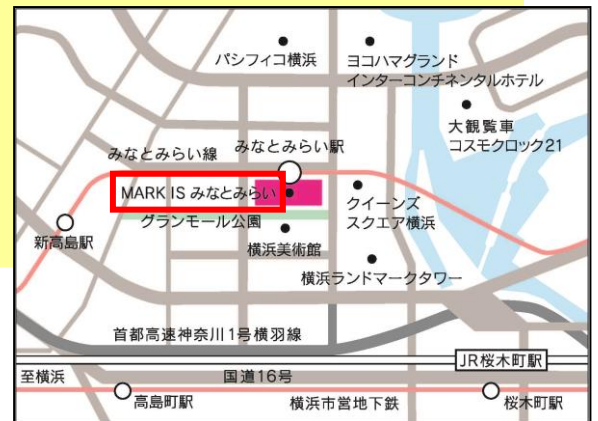 パシフィコ横浜
ヨコハマグランド
インターコンチネンタルホテル
大観覧車
コスモクロック21
みなとみらい線
みなとみらい駅
MARK IS みなとみらい
クイーンズ
スクエア横浜
グランモール公園
新高島駅
横浜美術館
横浜ランドマークタワー
首都高速神奈川1号横羽線
JR桜木町駅
至横浜
国道16号
高島町駅
横浜市営地下鉄
桜木町駅